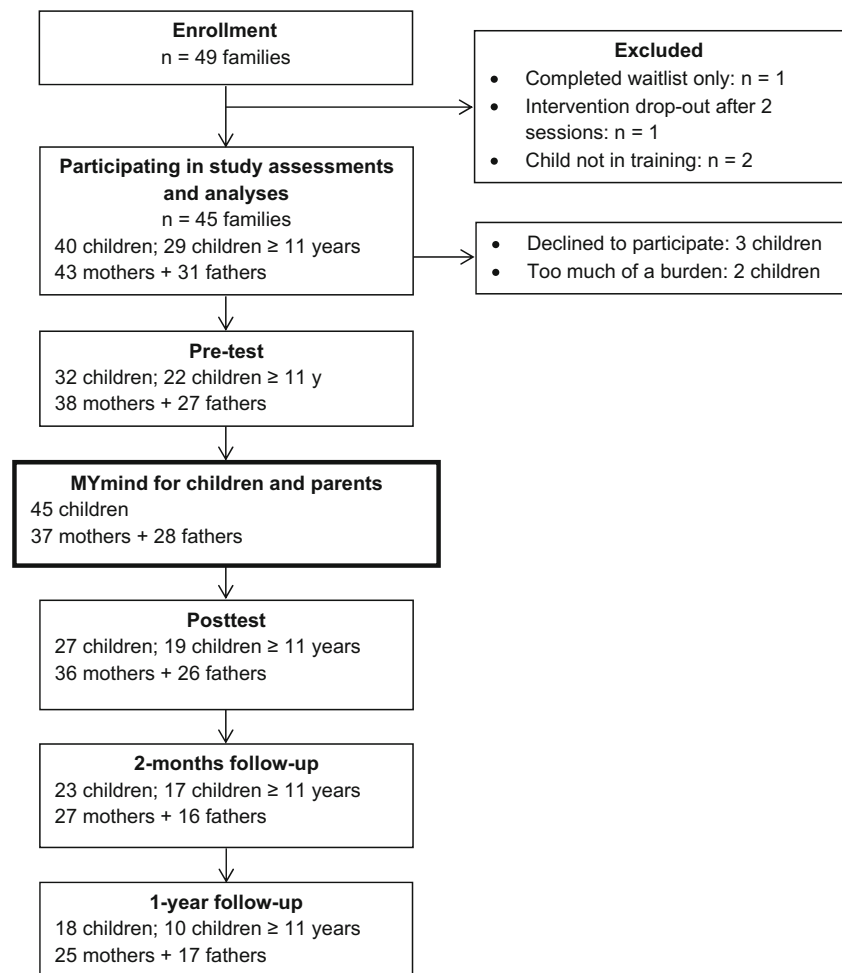 Enrollment
n = 49 families
Excluded
• Completed waitlist only: n = 1
• Intervention drop-out after 2
sessions: n = 1
• Child not in training: n = 2
Participating in study assessments
and analyses
n = 45 families
40 children; 29 children ≥ 11 years
43 mothers + 31 fathers
• Declined to participate: 3 children
• Too much of a burden: 2 children
Pre-test
32 children; 22 children ≥ 11 y
38 mothers + 27 fathers
MYmind for children and parents
45 children
37 mothers + 28 fathers
Posttest
27 children; 19 children ≥ 11 years
36 mothers + 26 fathers
2-months follow-up
23 children; 17 children ≥ 11 years
27 mothers + 16 fathers
1-year follow-up
18 children; 10 children ≥ 11 years
25 mothers + 17 fathers